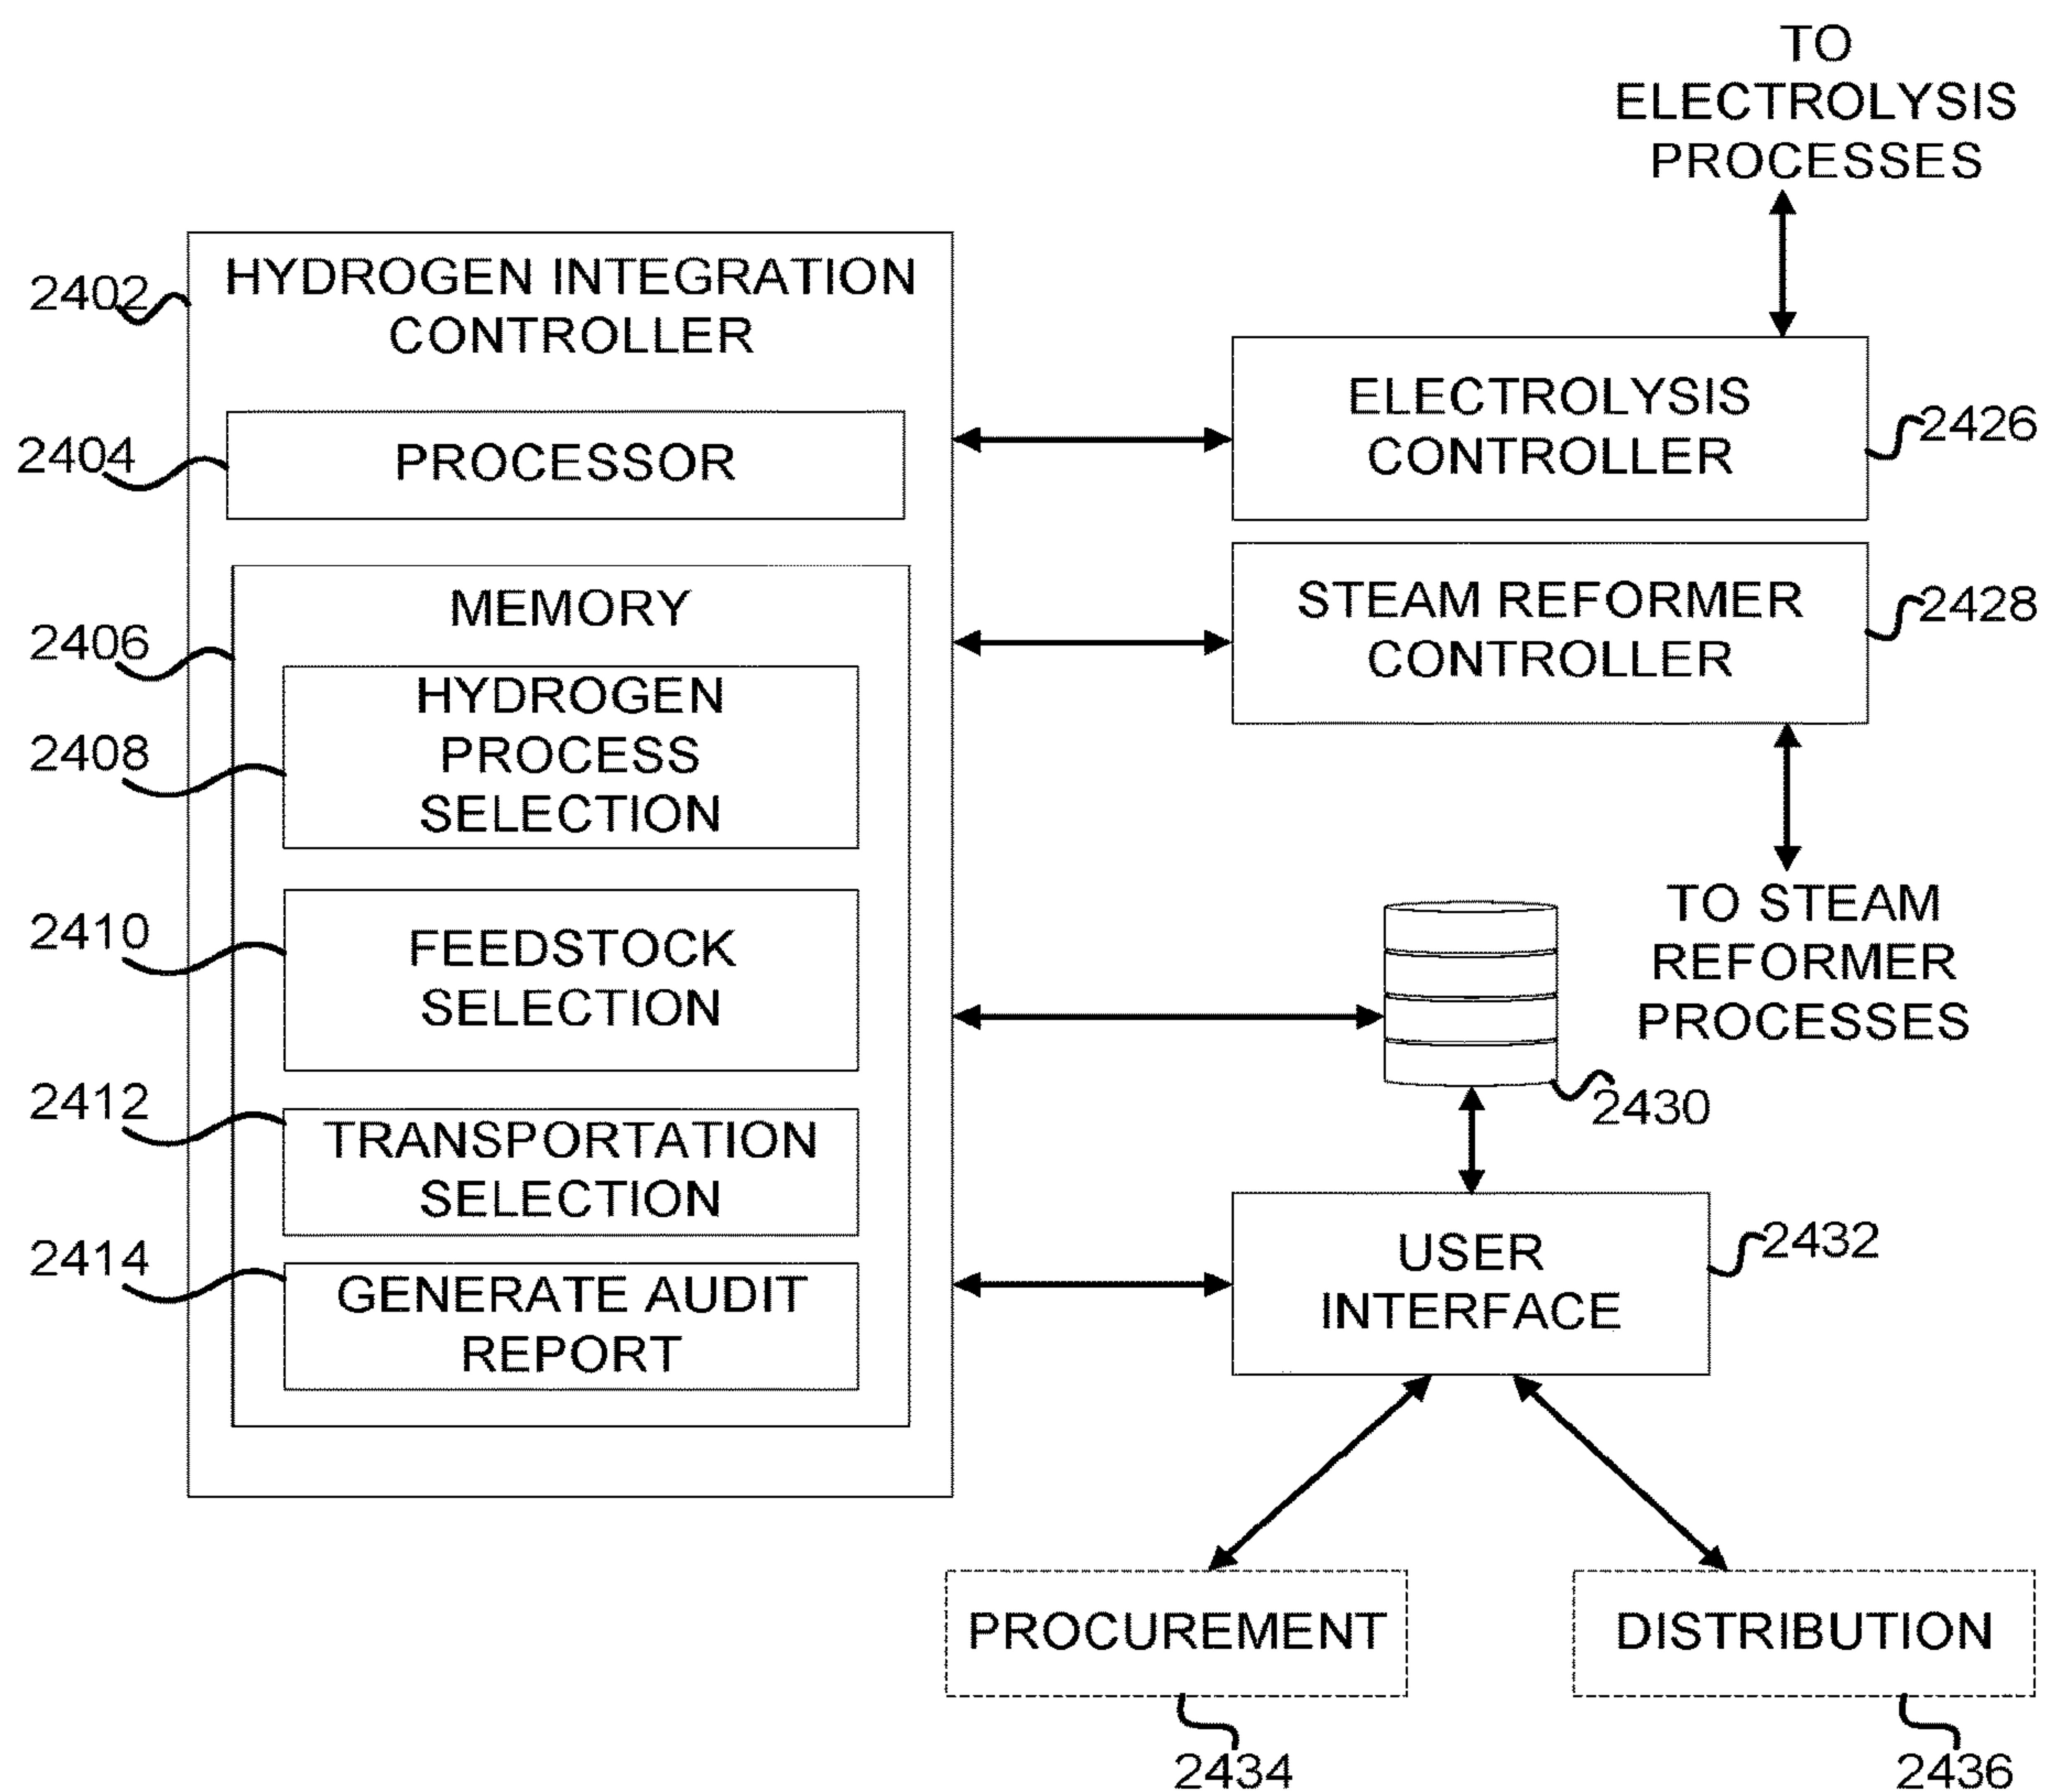 TO
ELECTROLYSIS
PROCESSES
2402
HYDROGEN INTEGRATION
CONTROLLER
2404
PROCESSOR
ELECTROLYSIS
CONTROLLER
2426
2406
MEMORY
STEAM REFORMER
CONTROLLER
2428
2408
HYDROGEN
PROCESS
SELECTION
2410
FEEDSTOCK
SELECTION
TO STEAM
REFORMER
PROCESSES
2430
2412
TRANSPORTATION
SELECTION
2414
GENERATE AUDIT
REPORT
USER
INTERFACE
2432
PROCUREMENT
DISTRIBUTION
2434
2436